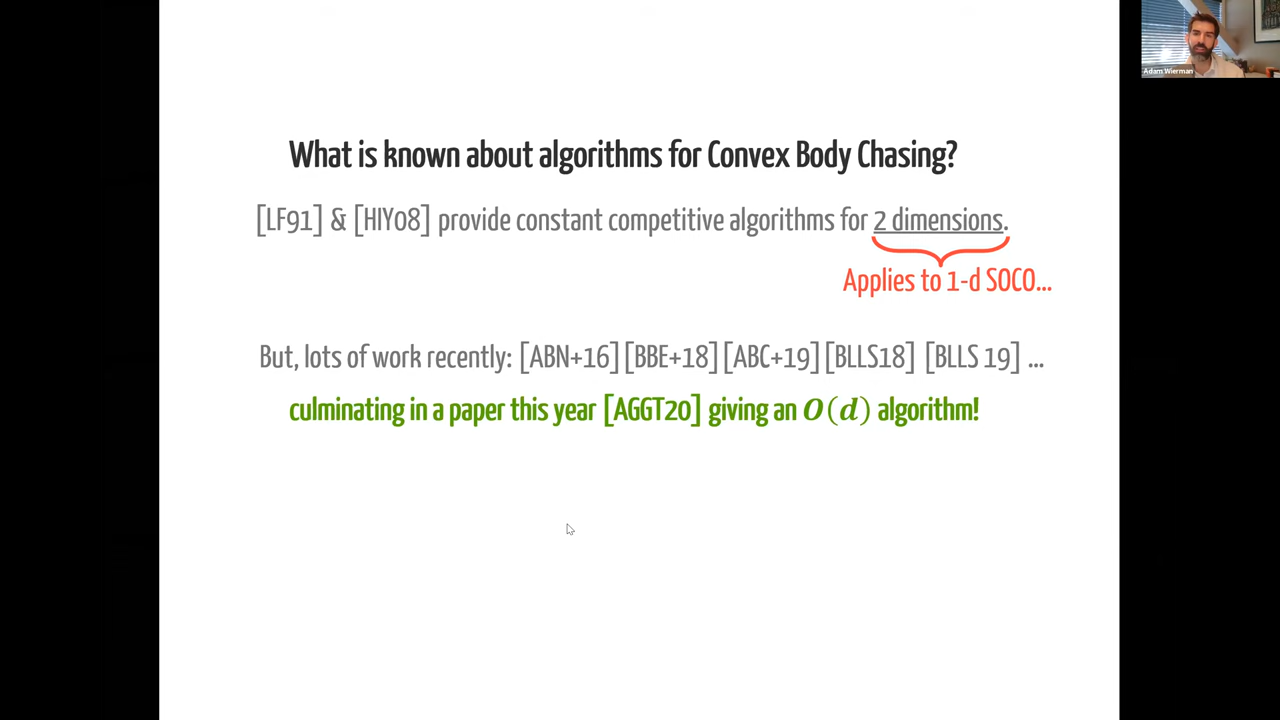 Adam Wierman
What is known about algorithms for Convex Body Chasing?
[LF91] & [HIY08] provide constant competitive algorithms for 2 dimensions.
Applies to 1-d SOCO...
But, lots of work recently: [ABN+16][BBE+18][ABC+19][BLLS18] [BLLS 19] ...
culminating in a paper this year [AGGT20] giving an O(d) algorithm!